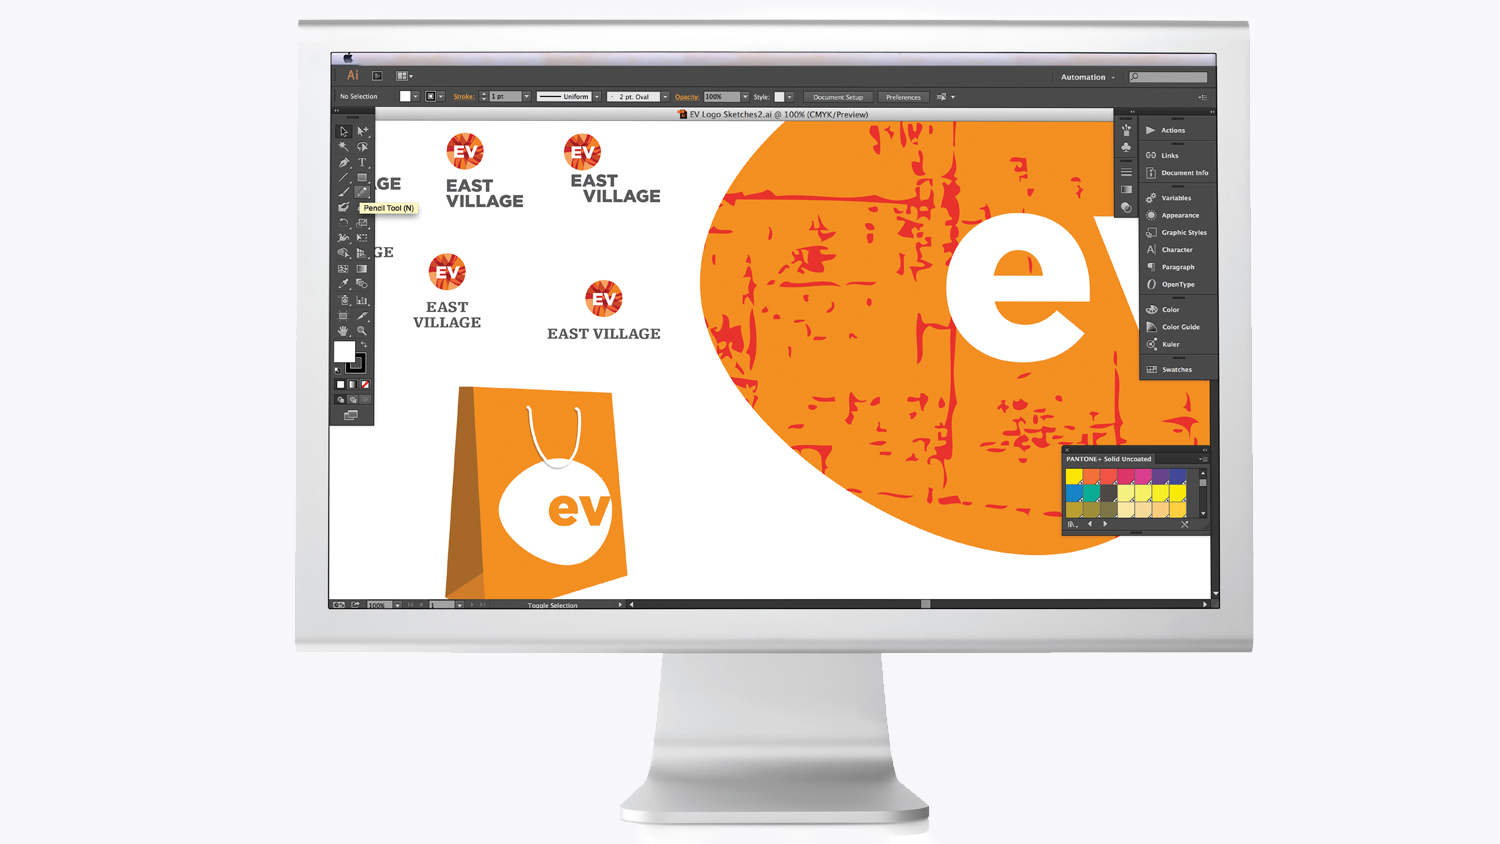 Ai
Br
Automation
No Selection
Stroke:
1 pt
Uniform
2 pt. Oval
Opacity:
100%
Style:
Document Setup
Preferences
EV Logo Sketches2.ai @ 100% (CMYK/Preview)
AGE
Pencil Tool (N)
GE
EV
EAST
VILLAGE
EV
EAST
VILLAGE
EV
EAST
VILLAGE
EV
EAST VILLAGE
ev
ev
Actions
Links
Document Info
Variables
Appearance
Graphic Styles
Character
Paragraph
OpenType
Color
Color Guide
Kuler
Swatches
PANTONE+ Solid Uncoated
100%
1
Toggle Selection